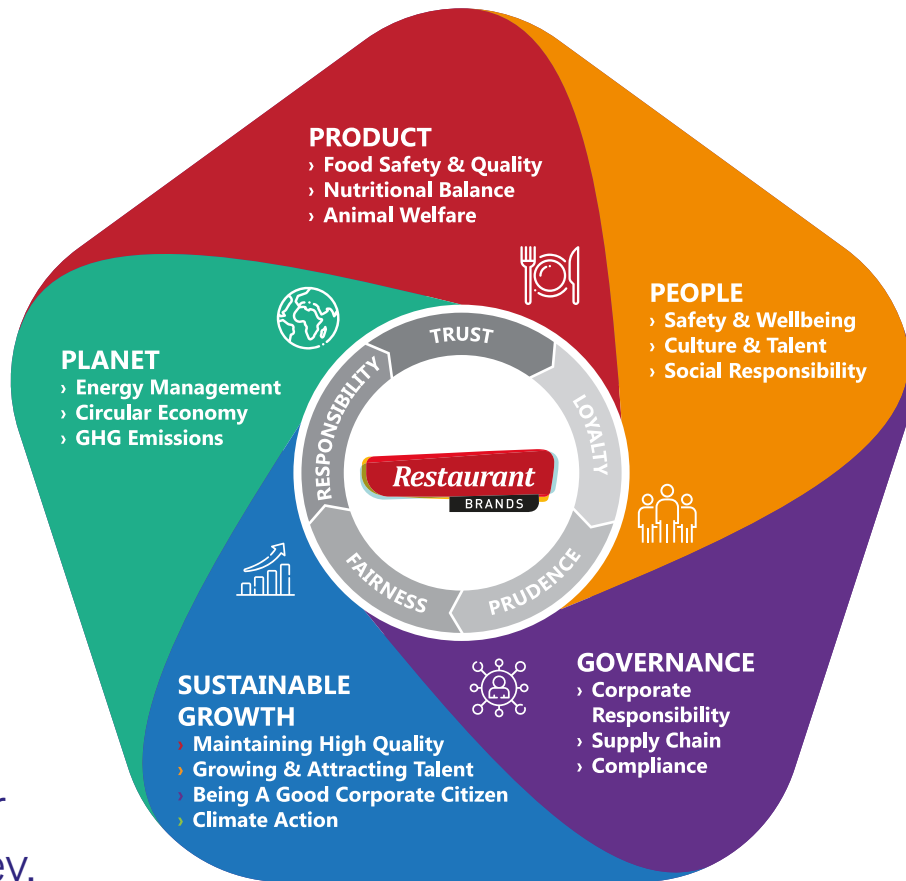 PRODUCT
› Food Safety & Quality
› Nutritional Balance
› Animal Welfare
PEOPLE
› Safety & Wellbeing
› Culture & Talent
› Social Responsibility
PLANET
› Energy Management
› Circular Economy
› GHG Emissions
TRUST
LOYALTY
PRUDENCE
FAIRNESS
RESPONSIBILITY
Restaurant
BRANDS
GOVERNANCE
› Corporate
Responsibility
› Supply Chain
› Compliance
SUSTAINABLE
GROWTH
› Maintaining High Quality
› Growing & Attracting Talent
› Being A Good Corporate Citizen
› Climate Action